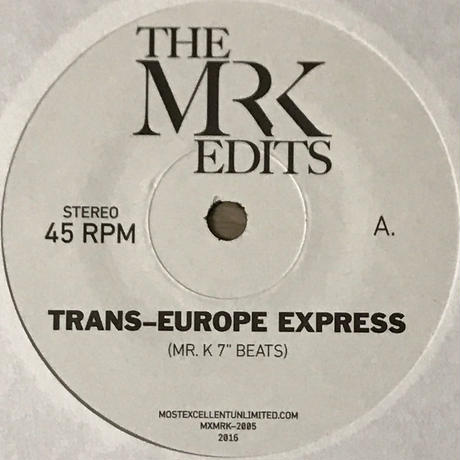 THE
MRK
EDITS
STEREO
45 RPM
A.
TRANS-EUROPE EXPRESS
(MR. K 7" BEATS)
MOSTEXCELLENTUNLIMITED.COM
MXMRK-2005
2016